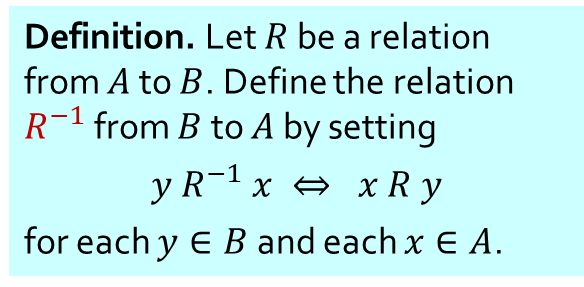 Definition. Let R be a relation
from A to B. Define the relation
R⁻¹ from B to A by setting
y R⁻¹ x ⇔ x R y
for each y ∈ B and each x ∈ A.